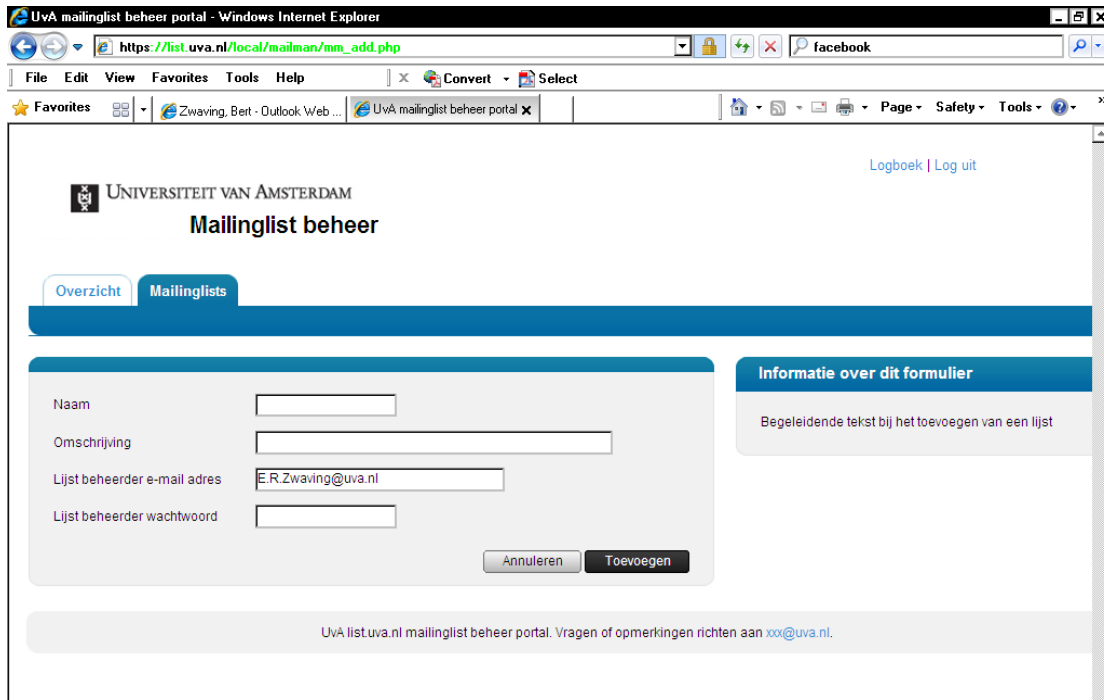 UvA mailinglist beheer portal - Windows Internet Explorer
https://list.uva.nl/local/mailman/mm_add.php
facebook
File Edit View Favorites Tools Help
x Convert Select
Favorites
Zwaving, Bert - Outlook Web ...
UvA mailinglist beheer portal
Page Safety Tools
Logboek | Log uit
UNIVERSITEIT VAN AMSTERDAM
Mailinglist beheer
Overzicht
Mailinglists
Informatie over dit formulier
Begeleidende tekst bij het toevoegen van een lijst
Naam
Omschrijving
Lijst beheerder e-mail adres
E.R.Zwaving@uva.nl
Lijst beheerder wachtwoord
Annuleren
Toevoegen
UvA list.uva.nl mailinglist beheer portal. Vragen of opmerkingen richten aan xxx@uva.nl.